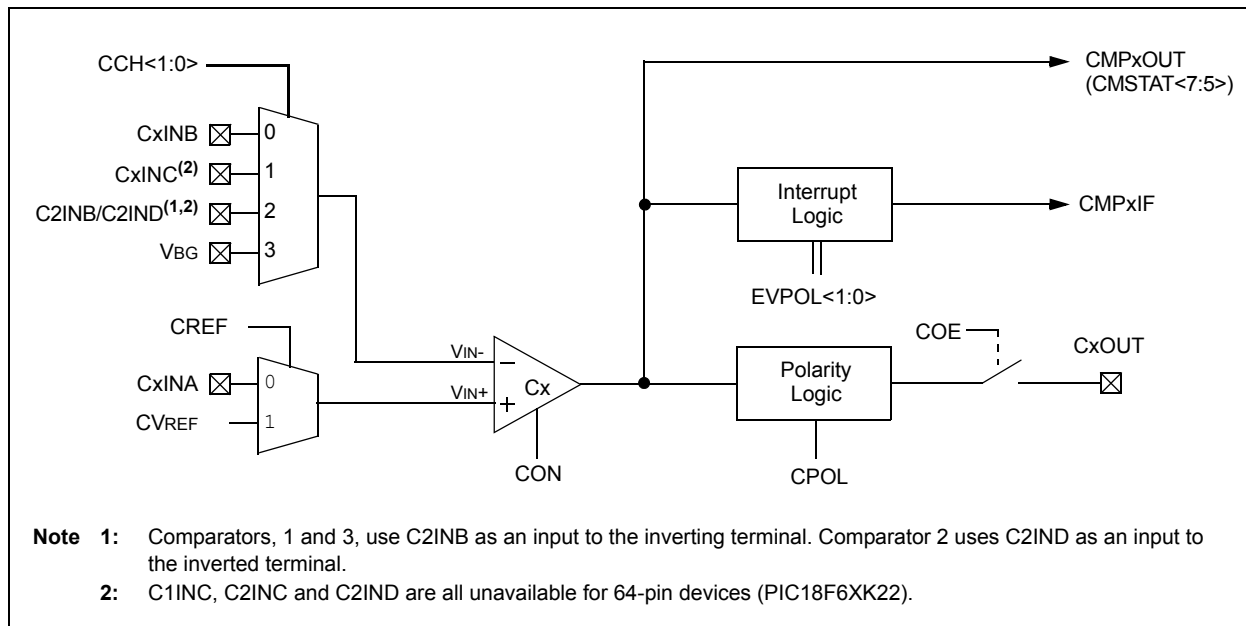 CCH<1:0>
CMPxOUT
(CMSTAT<7:5>)
CxINB
0
CxINC(2)
1
C2INB/C2IND(1,2)
2
VBG
3
Interrupt
Logic
CMPxIF
EVPOL<1:0>
CREF
CxINA
0
CVREF
1
VIN-
VIN+
–
+
Cx
CON
Polarity
Logic
CPOL
COE
CxOUT
Note 1: Comparators, 1 and 3, use C2INB as an input to the inverting terminal. Comparator 2 uses C2IND as an input to
the inverted terminal.
2: C1INC, C2INC and C2IND are all unavailable for 64-pin devices (PIC18F6XK22).